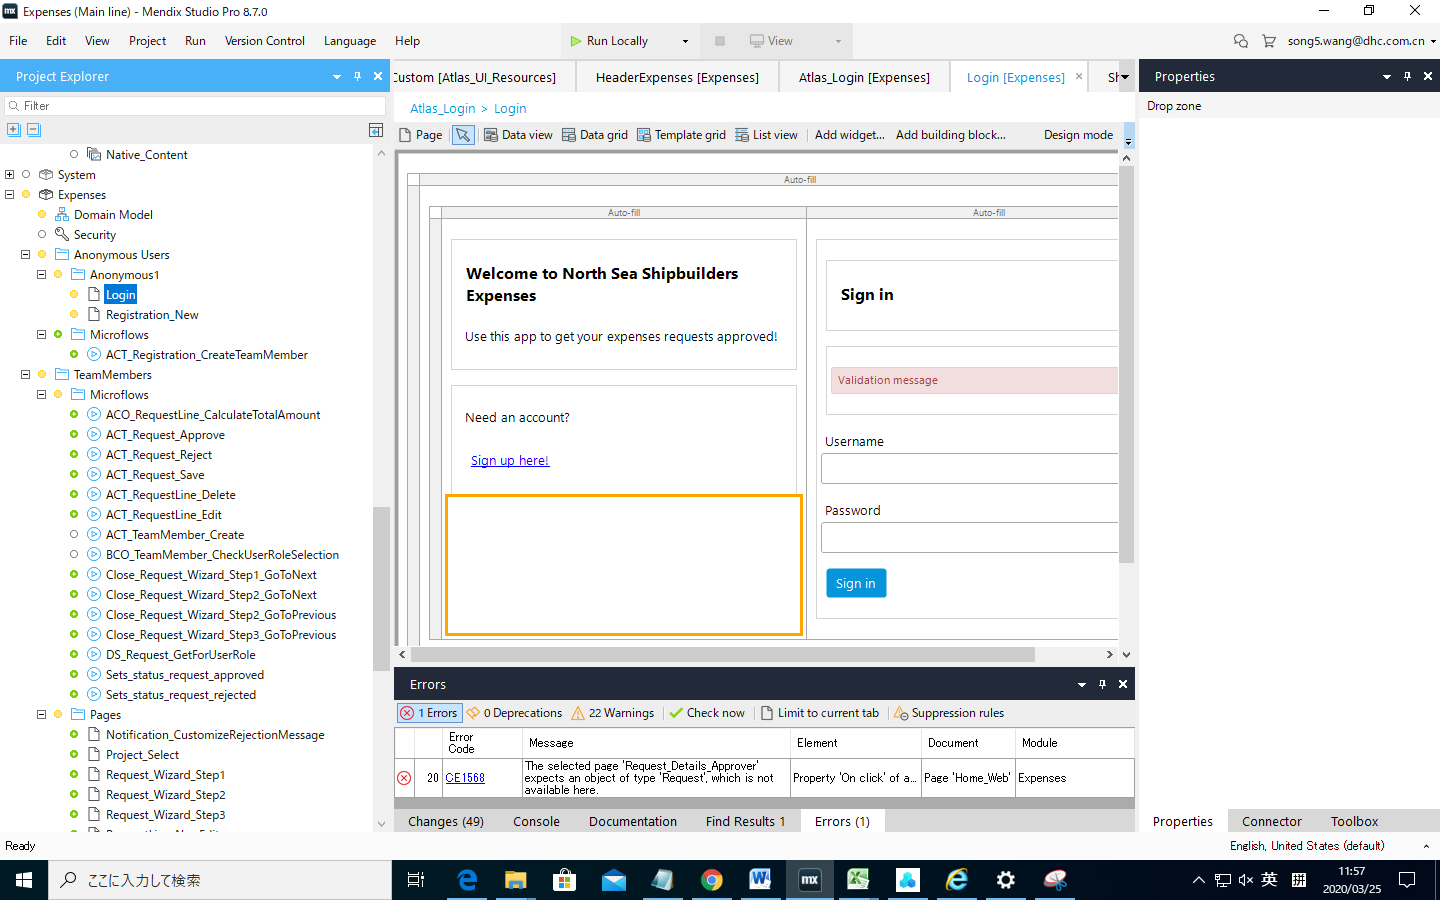 Expenses (Main line) - Mendix Studio Pro 8.7.0
File Edit View Project Run Version Control Language Help
Run Locally
View
song5.wang@dhc.com.cn
Project Explorer
Filter
Native_Content
System
Expenses
Domain Model
Security
Anonymous Users
Anonymous1
Login
Registration_New
Microflows
ACT_Registration_CreateTeamMember
TeamMembers
Microflows
ACO_RequestLine_CalculateTotalAmount
ACT_Request_Approve
ACT_Request_Reject
ACT_Request_Save
ACT_RequestLine_Delete
ACT_RequestLine_Edit
ACT_TeamMember_Create
BCO_TeamMember_CheckUserRoleSelection
Close_Request_Wizard_Step1_GoToNext
Close_Request_Wizard_Step2_GoToNext
Close_Request_Wizard_Step2_GoToPrevious
Close_Request_Wizard_Step3_GoToPrevious
DS_Request_GetForUserRole
Sets_status_request_approved
Sets_status_request_rejected
Pages
Notification_CustomizeRejectionMessage
Project_Select
Request_Wizard_Step1
Request_Wizard_Step2
Request_Wizard_Step3
Custom [Atlas_UI_Resources] HeaderExpenses [Expenses] Atlas_Login [Expenses] Login [Expenses] Sh
Atlas_Login > Login
Page Data view Data grid Template grid List view Add widget... Add building block... Design mode
Auto-fill
Auto-fill Auto-fill
Welcome to North Sea Shipbuilders
Expenses
Use this app to get your expenses requests approved!
Need an account?
Sign up here!
Sign in
Validation message
Username
Password
Sign in
Errors
1 Errors 0 Deprecations 22 Warnings Check now Limit to current tab Suppression rules
Error
Code Message Element Document Module
20 CE1568
The selected page 'Request_Details_Approver'
expects an object of type 'Request', which is not
available here.
Property 'On click' of a... Page 'Home_Web' Expenses
Changes (49) Console Documentation Find Results 1 Errors (1)
Properties
Drop zone
Properties Connector Toolbox
Ready
English, United States (default)
ここに入力して検索
英
11:57
2020/03/25